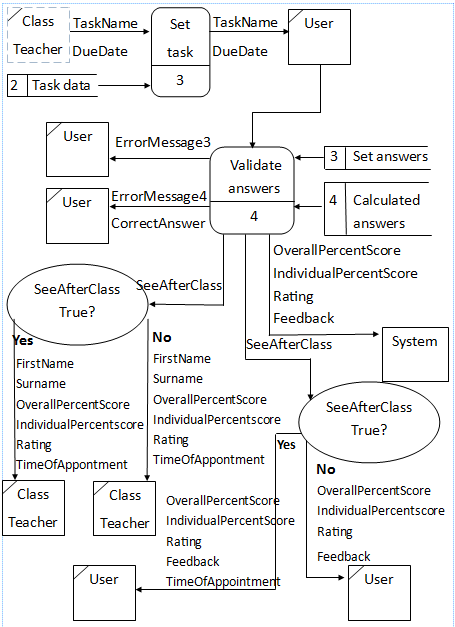 Class
Teacher
TaskName
DueDate
Set
task
3
TaskName
DueDate
User
2 Task data
User
ErrorMessage3
Validate
answers
4
3 Set answers
User
ErrorMessage4
CorrectAnswer
4 Calculated
answers
OverallPercentScore
IndividualPercentScore
Rating
Feedback
SeeAfterClass
SeeAfterClass
True?
System
SeeAfterClass
Yes
FirstName
Surname
OverallPercentScore
Individualpercentscore
Rating
TimeOfAppontment
No
FirstName
Surname
OverallPercentScore
Individualpercentscore
Rating
TimeOfAppontment
SeeAfterClass
True?
Yes
No
OverallPercentScore
Individualpercentscore
Rating
Feedback
Class
Teacher
Class
Teacher
OverallPercentScore
IndividualPercentScore
Rating
Feedback
TimeOfAppointment
User
User